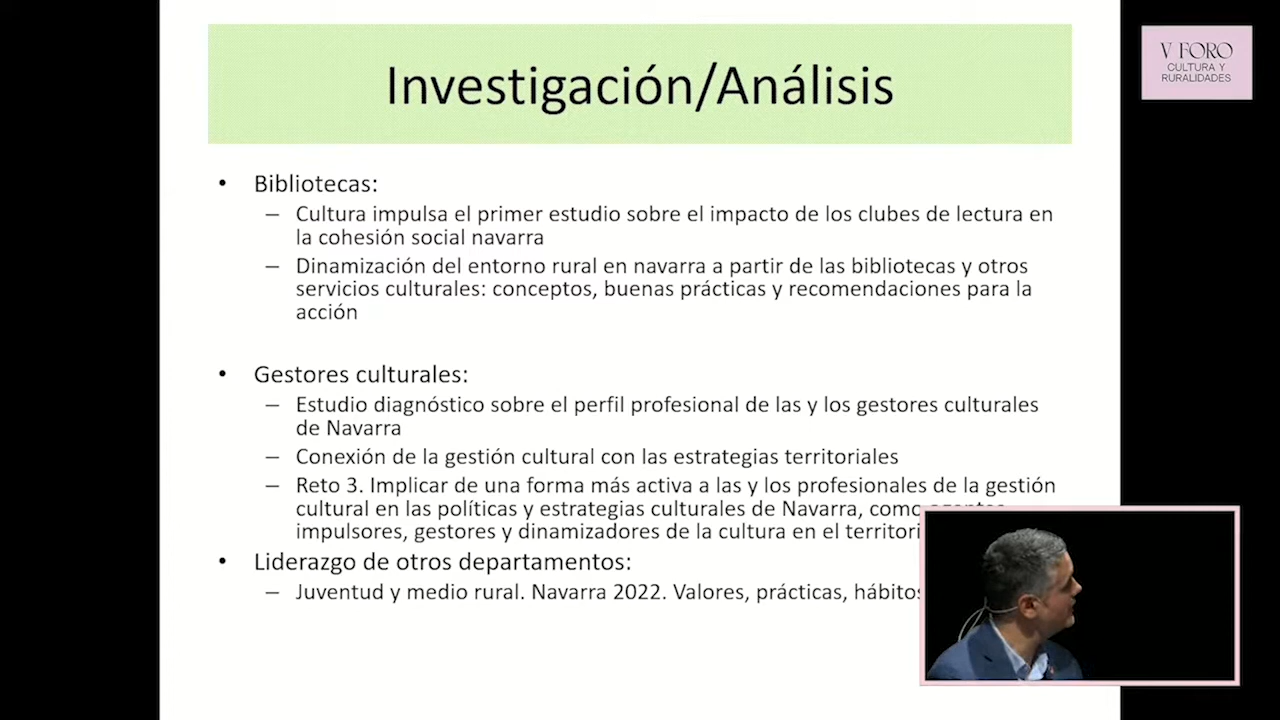 Investigación/Análisis
V FORO
CULTURA Y
RURALIDADES
• Bibliotecas:
– Cultura impulsa el primer estudio sobre el impacto de los clubes de lectura en
la cohesión social navarra
– Dinamización del entorno rural en navarra a partir de las bibliotecas y otros
servicios culturales: conceptos, buenas prácticas y recomendaciones para la
acción
• Gestores culturales:
– Estudio diagnóstico sobre el perfil profesional de las y los gestores culturales
de Navarra
– Conexión de la gestión cultural con las estrategias territoriales
– Reto 3. Implicar de una forma más activa a las y los profesionales de la gestión
cultural en las políticas y estrategias culturales de Navarra, como
impulsores, gestores y dinamizadores de la cultura en el
• Liderazgo de otros departamentos:
– Juventud y medio rural. Navarra 2022. Valores, prácticas,